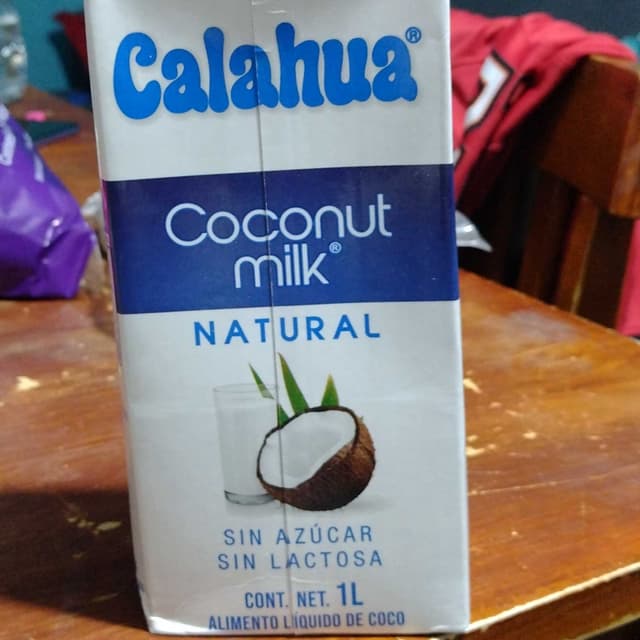 Calahua®
Coconut
milk®
NATURAL
SIN AZÚCAR
SIN LACTOSA
CONT. NET. 1L
ALIMENTO LÍQUIDO DE COCO